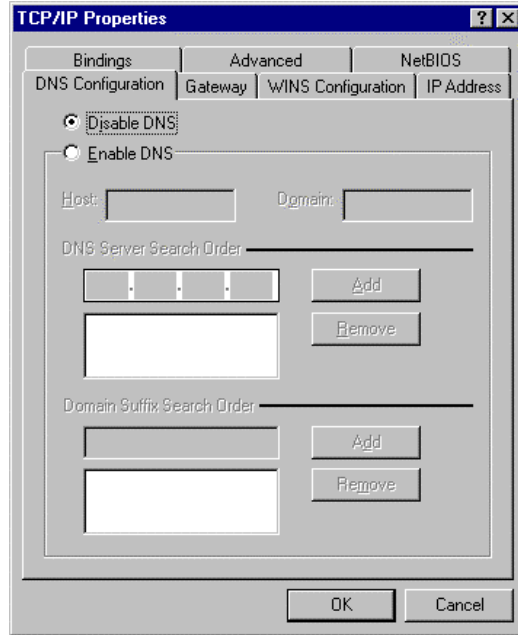 TCP/IP Properties ? ×
Bindings Advanced NetBIOS
DNS Configuration Gateway WINS Configuration IP Address
Disable DNS
Enable DNS
Host: Domain:
DNS Server Search Order
. . .
Add
Remove
Domain Suffix Search Order
Add
Remove
OK Cancel